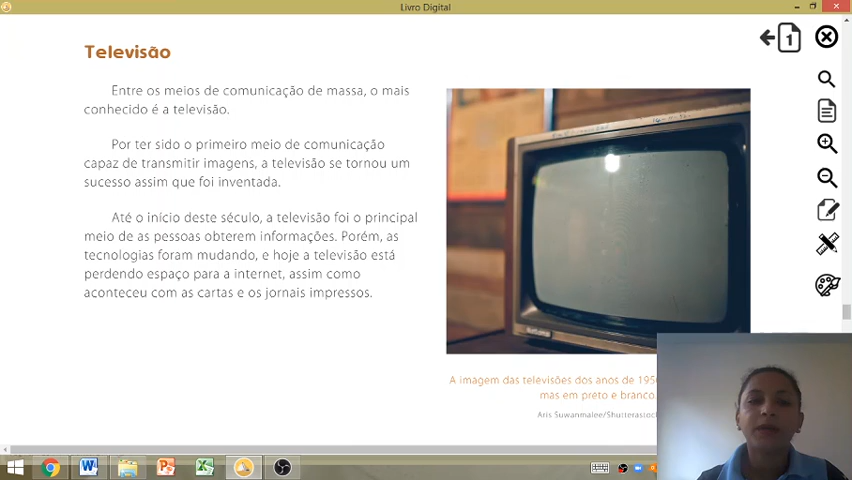 Livro Digital
1
Televisão
Entre os meios de comunicação de massa, o mais
conhecido é a televisão.
Por ter sido o primeiro meio de comunicação
capaz de transmitir imagens, a televisão se tornou um
sucesso assim que foi inventada.
Até o início deste século, a televisão foi o principal
meio de as pessoas obterem informações. Porém, as
tecnologias foram mudando, e hoje a televisão está
perdendo espaço para a internet, assim como
aconteceu com as cartas e os jornais impressos.
A imagem das televisões dos anos de 195
mas em preto e branco.
Aris Suwanmalee/Shutterstock